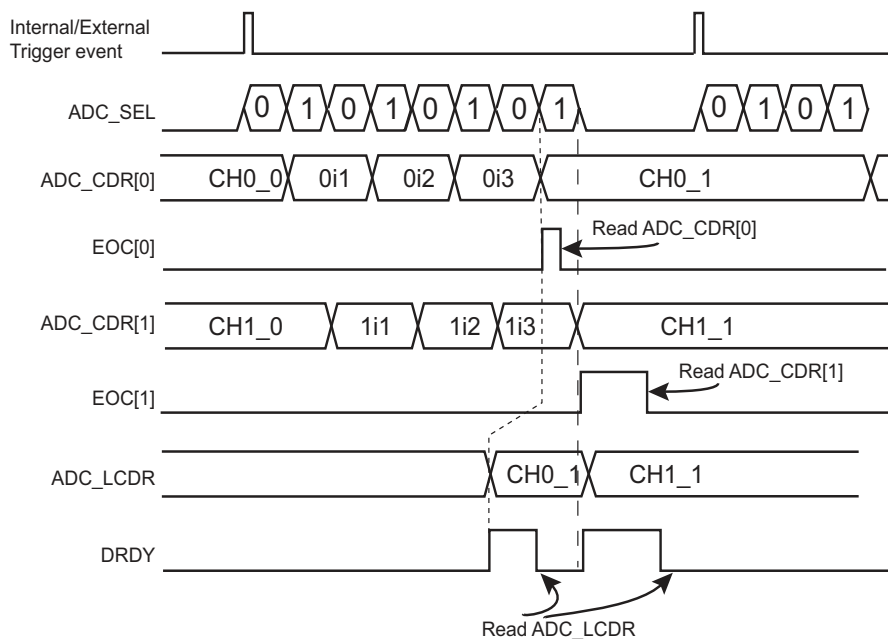 Internal/External
Trigger event
ADC_SEL 0 1 0 1 0 1 0 1 0 1 0 1
ADC_CDR[0] CH0_0 0i1 0i2 0i3 CH0_1
Read ADC_CDR[0]
EOC[0]
ADC_CDR[1] CH1_0 1i1 1i2 1i3 CH1_1
Read ADC_CDR[1]
EOC[1]
ADC_LCDR CH0_1 CH1_1
DRDY
Read ADC_LCDR